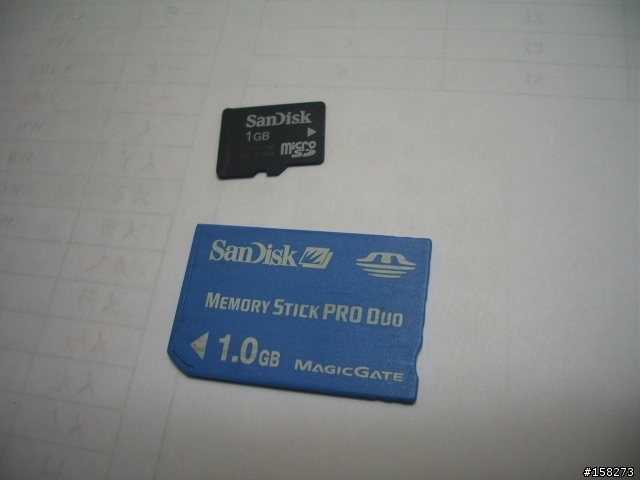 SanDisk
1GB
micro
SD
SanDisk
MEMORY STICK PRO DUO
1.0GB MAGICGATE
#158273